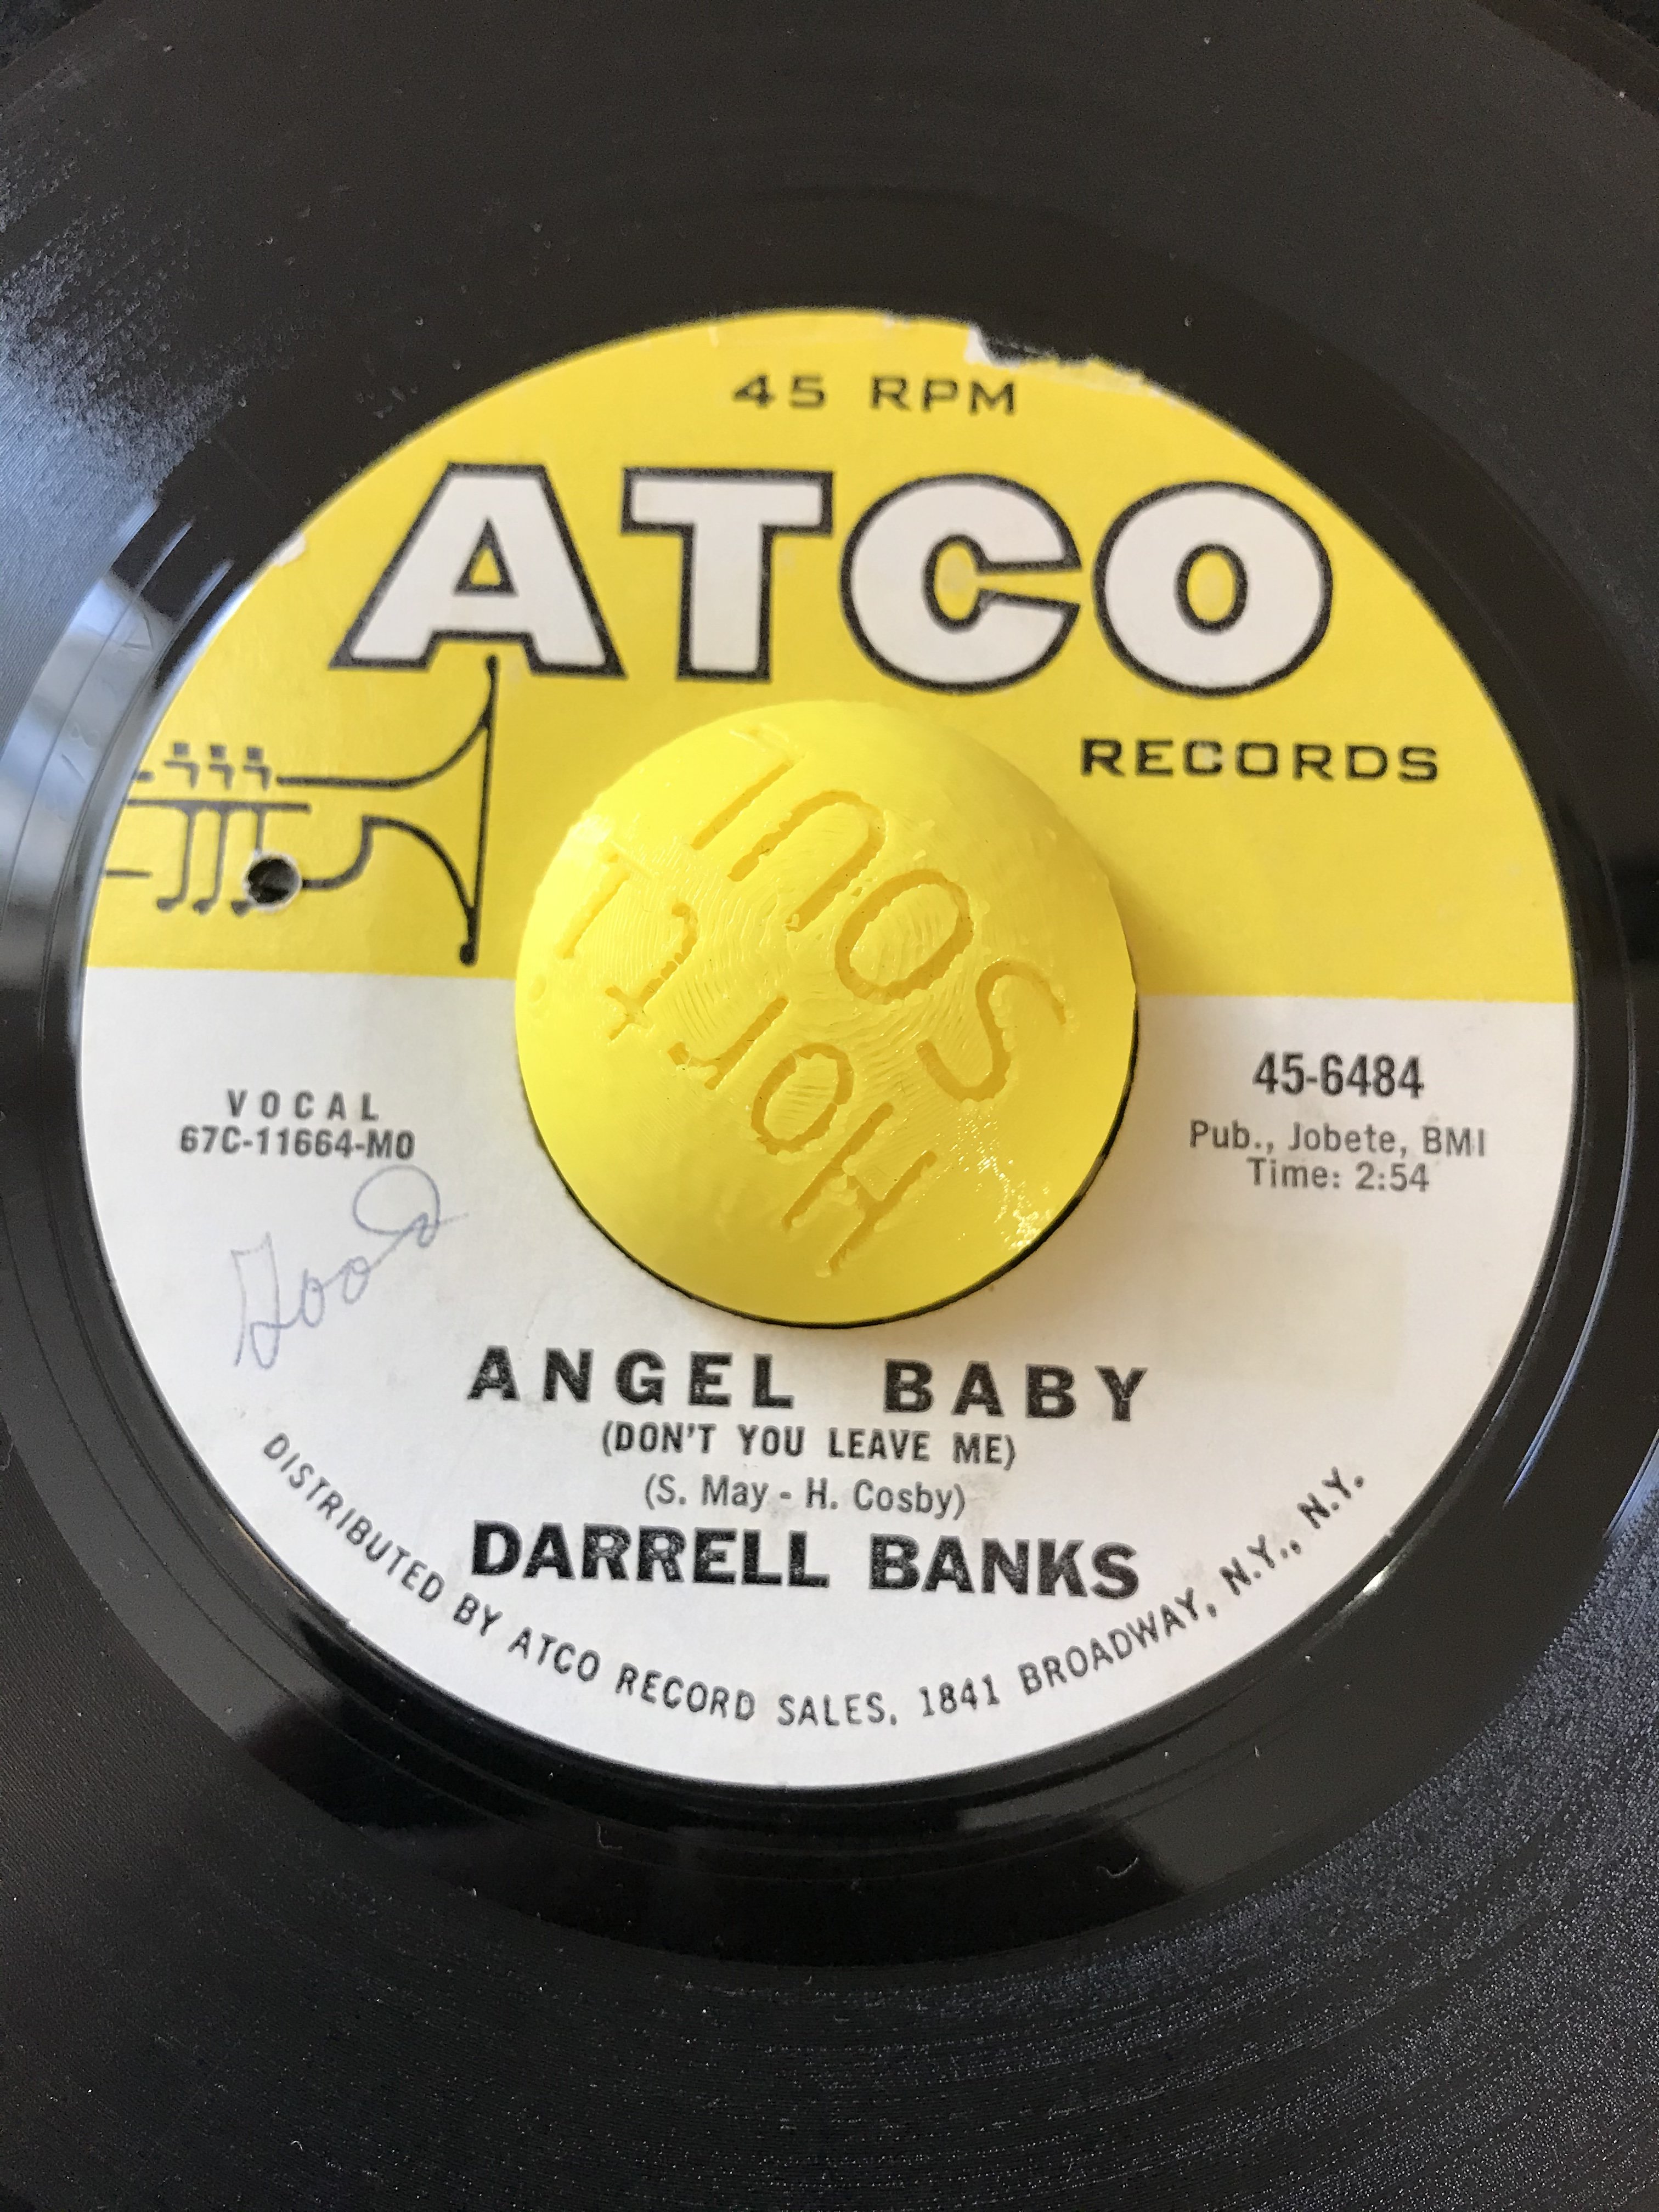 45 RPM
ATCO
RECORDS
SOUL
HorTI
VOCAL
67C-11664-MO
45-6484
Pub., Jobete, BMI
Time: 2:54
Good
ANGEL BABY
(DON'T YOU LEAVE ME)
(S. May - H. Cosby)
DARRELL BANKS
DISTRIBUTED BY ATCO RECORD SALES, 1841 BROADWAY, N.Y., N.Y.